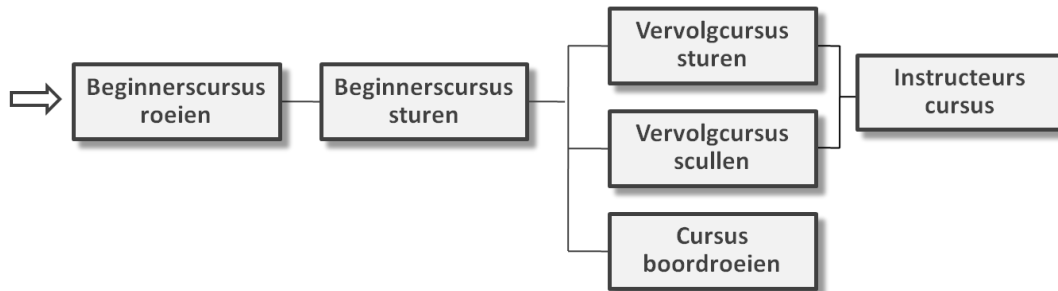 Beginnerscursus
roeien
Beginnerscursus
sturen
Vervolgcursus
sturen
Vervolgcursus
scullen
Cursus
boordroeien
Instructeurs
cursus